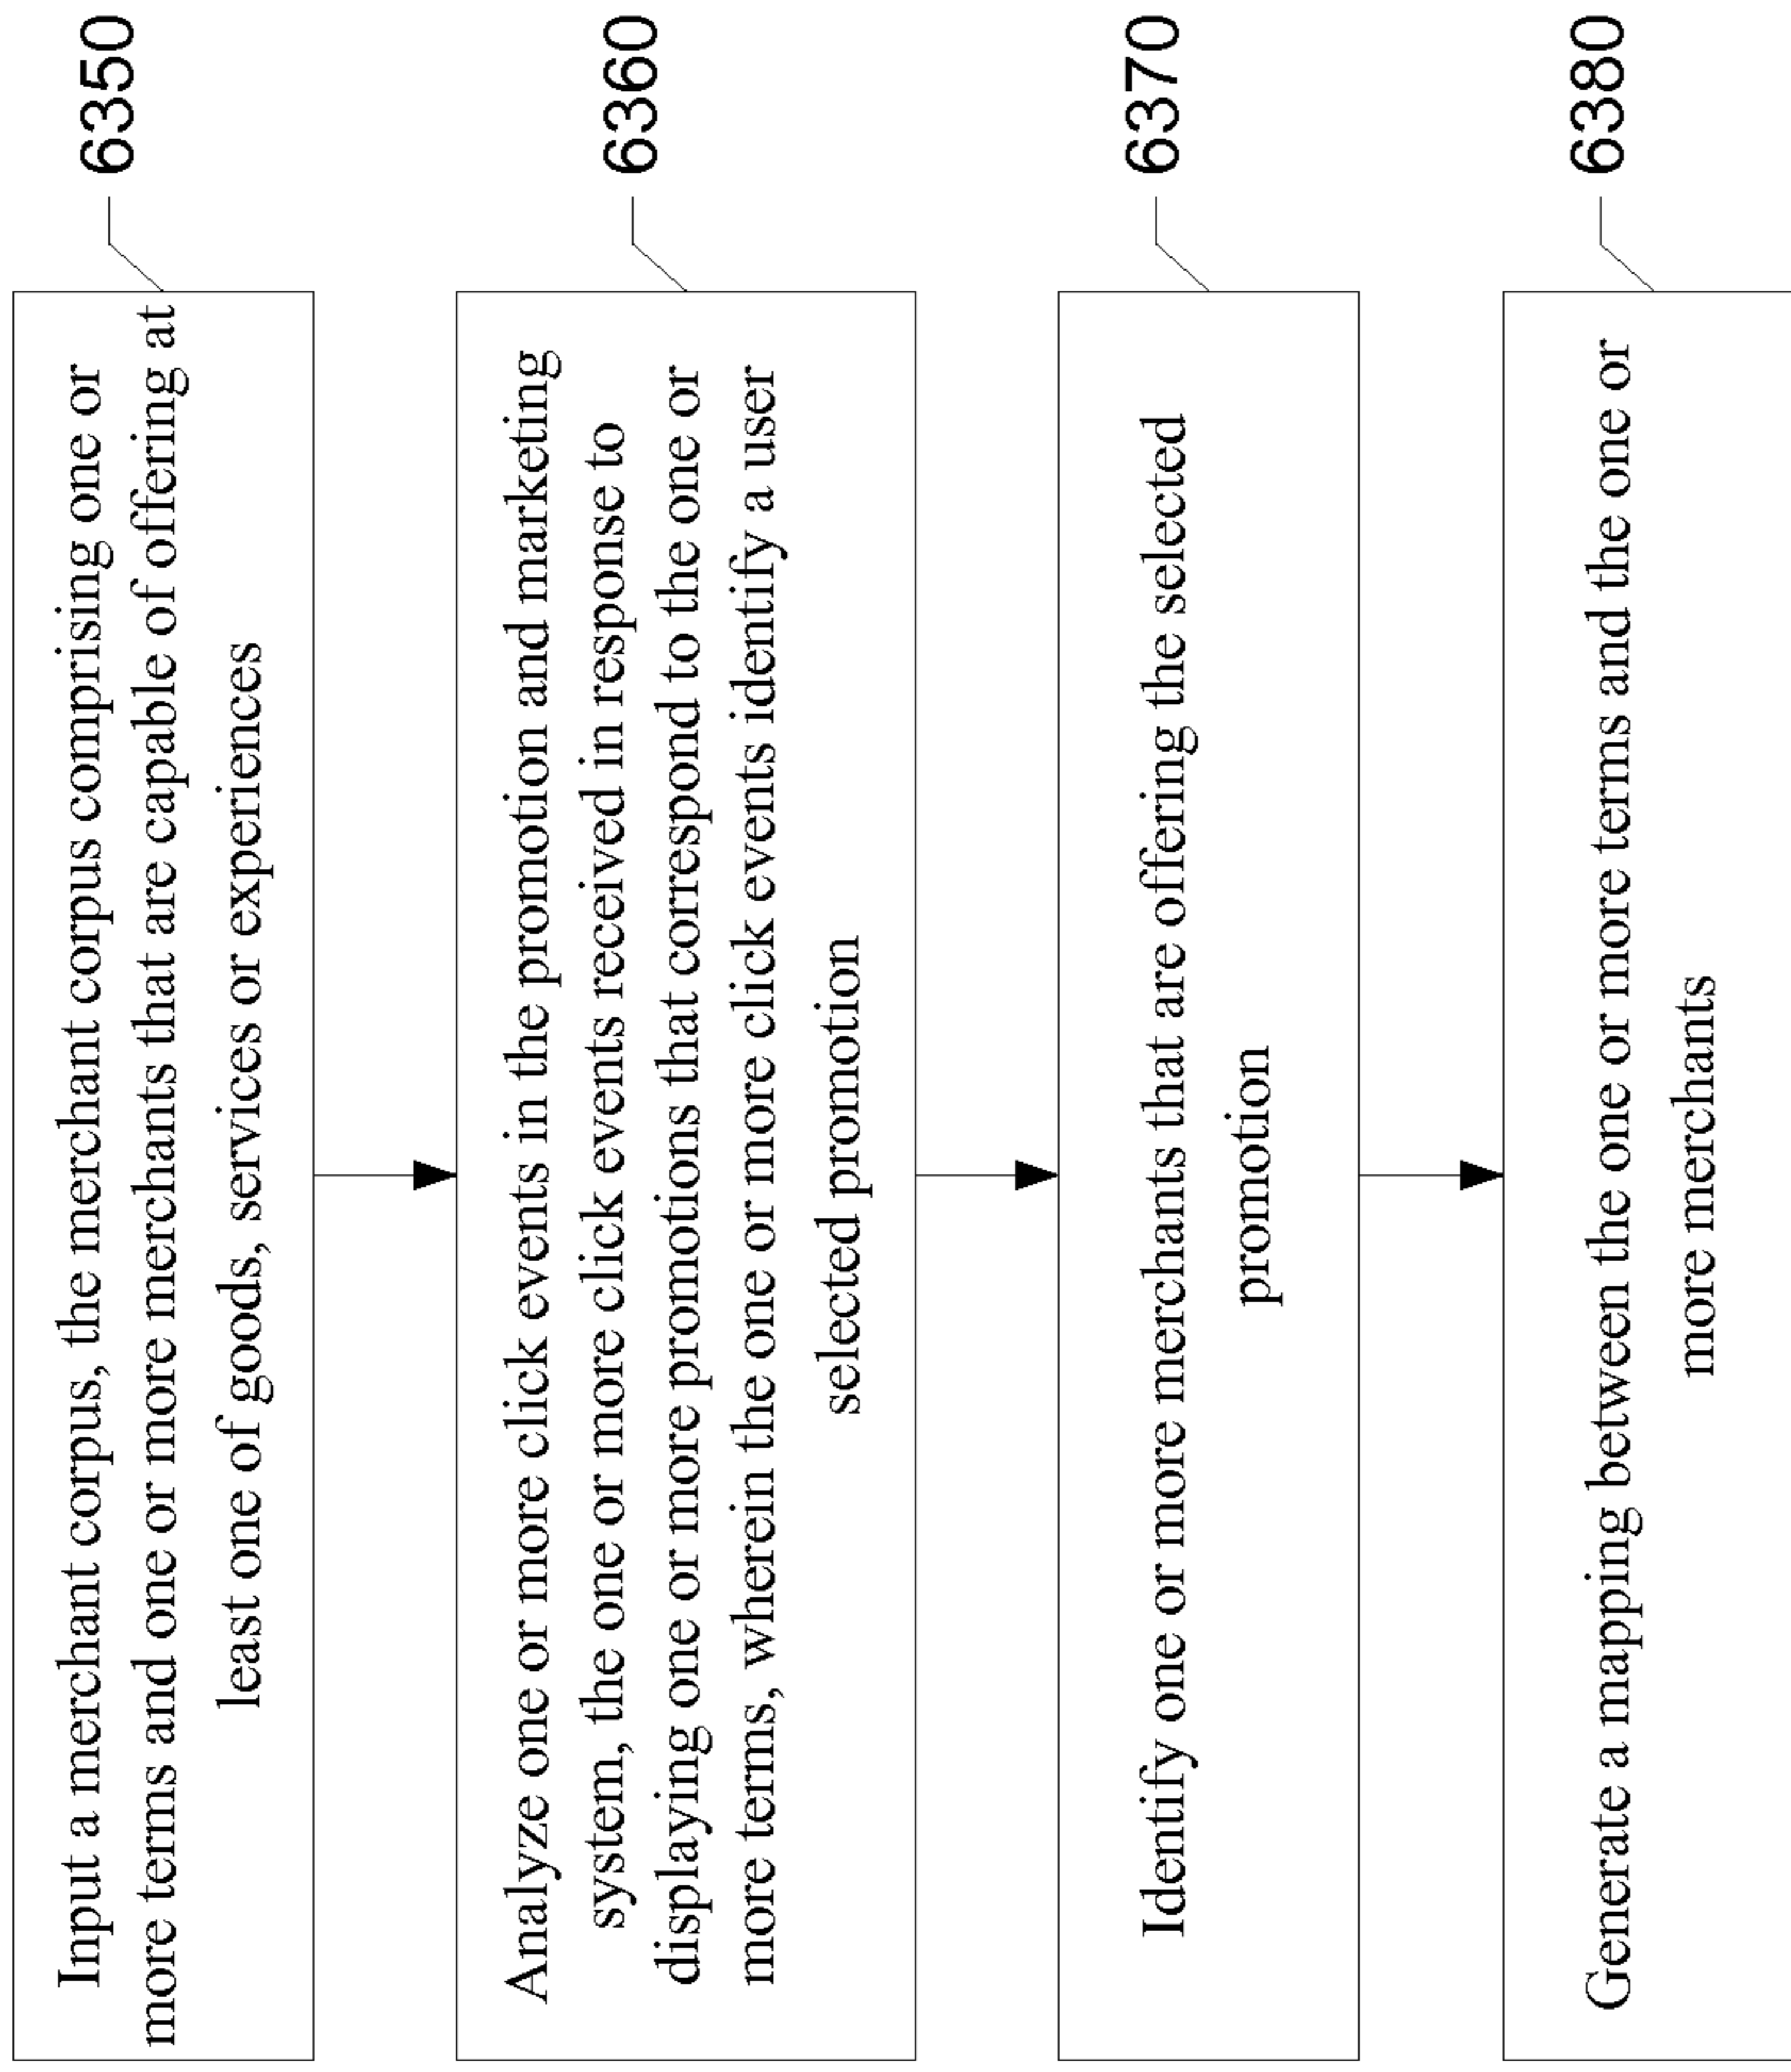 Input a merchant corpus, the merchant corpus comprising one or
more terms and one or more merchants that are capable of offering at
least one of goods, services or experiences
6350
Analyze one or more click events in the promotion and marketing
system, the one or more click events received in response to
displaying one or more promotions that correspond to the one or
more terms, wherein the one or more click events identify a user
selected promotion
6360
Identify one or more merchants that are offering the selected
promotion
6370
Generate a mapping between the one or more terms and the one or
more merchants
6380